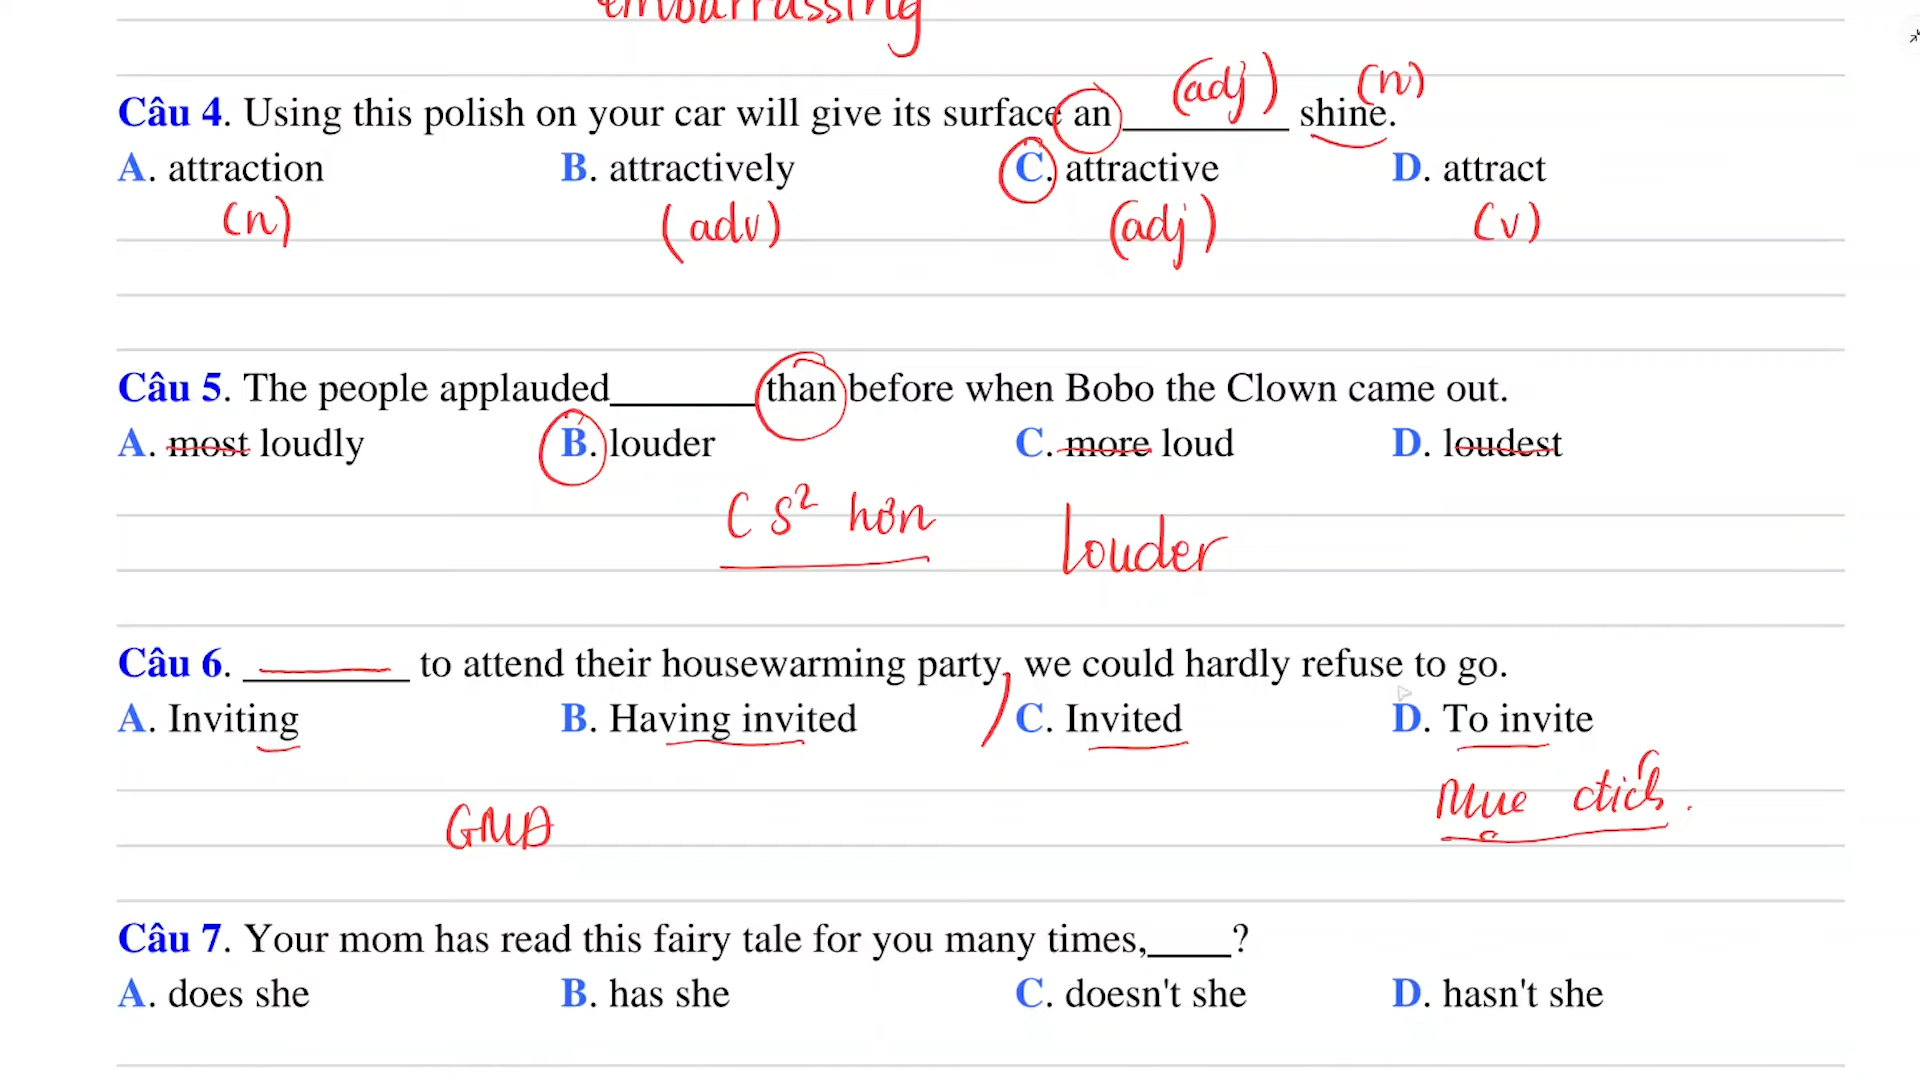 embarrassing
(adj) (n)
Câu 4. Using this polish on your car will give its surface an ________ shine.
A. attraction B. attractively C. attractive D. attract
(n) (adv) (adj) (v)
Câu 5. The people applauded_______ than before when Bobo the Clown came out.
A. most loudly B. louder C. more loud D. loudest
( s² hơn louder
Câu 6. ________ to attend their housewarming party, we could hardly refuse to go.
A. Inviting B. Having invited C. Invited D. To invite
Mục đích.
GMĐ
Câu 7. Your mom has read this fairy tale for you many times,____?
A. does she B. has she C. doesn't she D. hasn't she